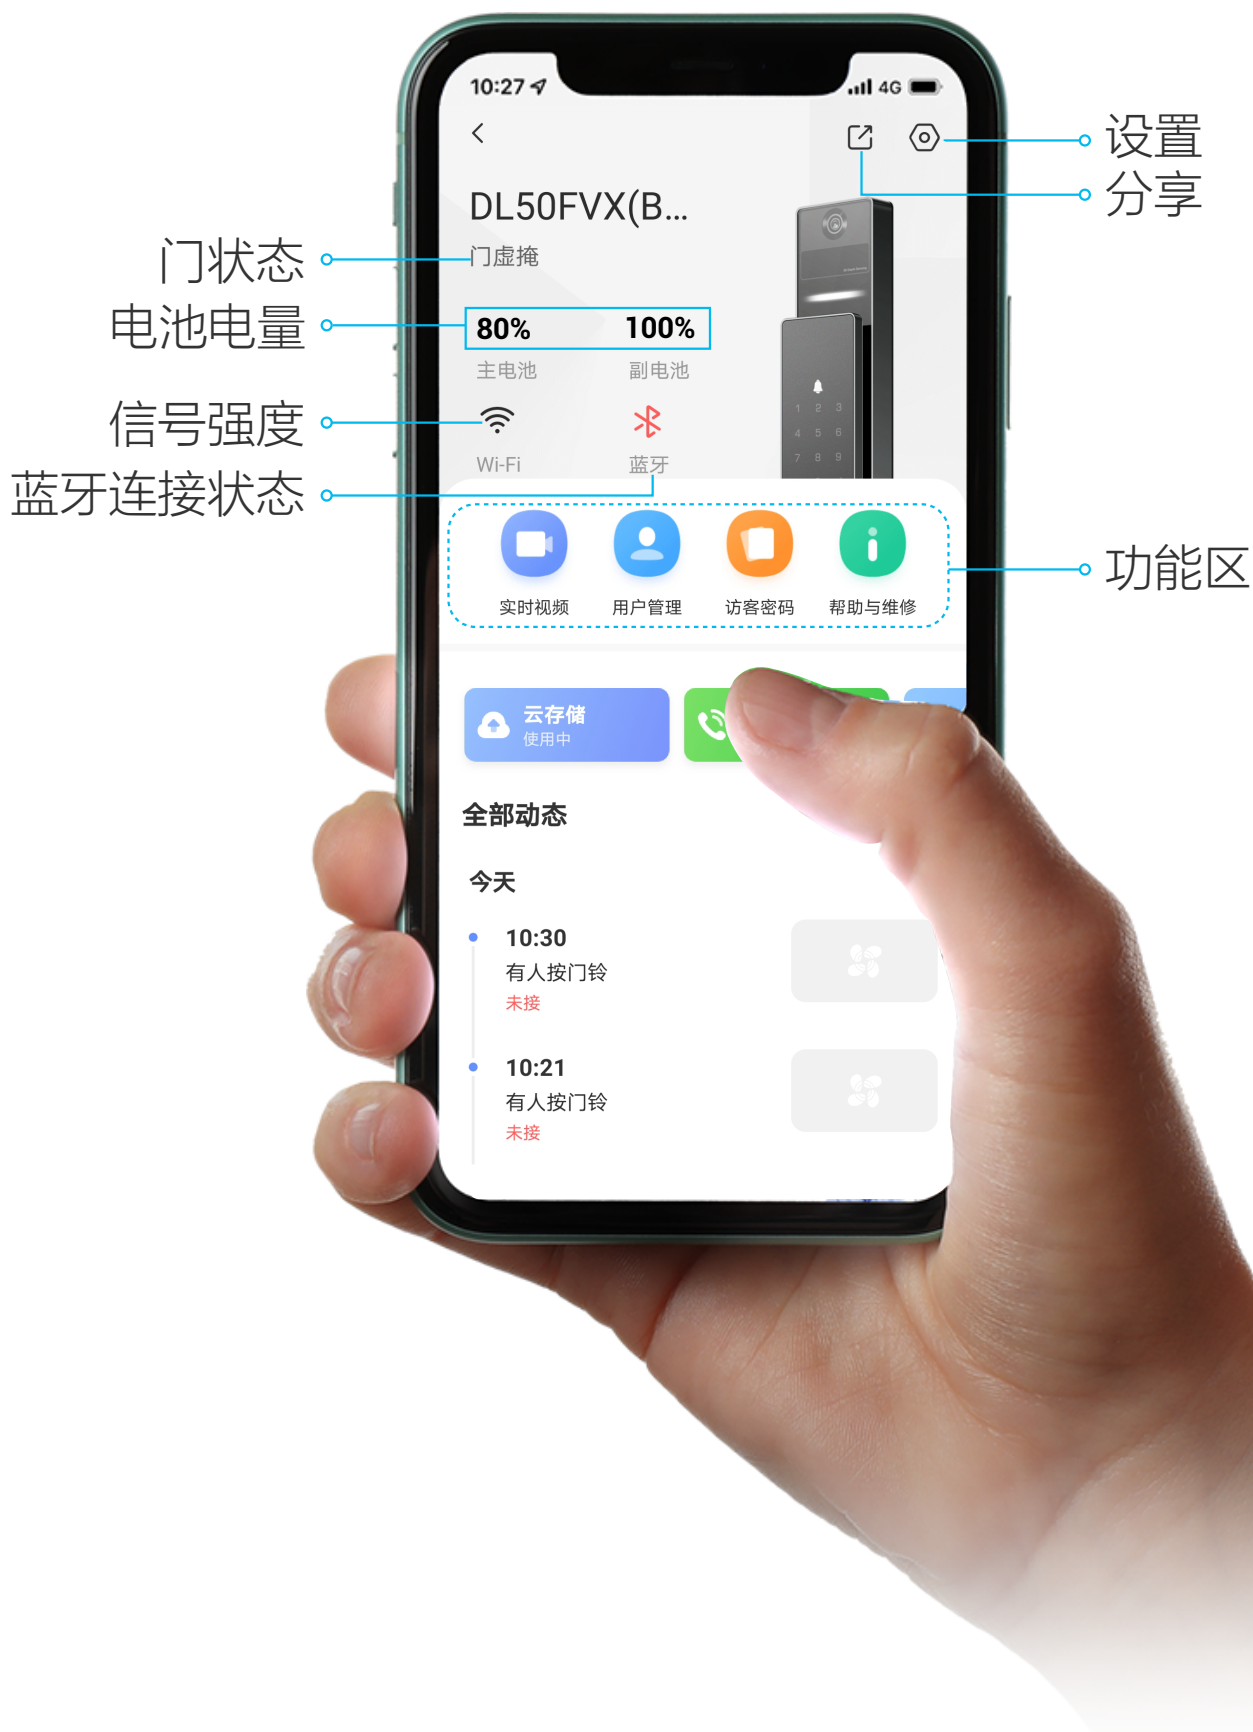 10:27
4G
设置
分享
DL50FVX(B...
门虚掩
门状态
电池电量
80%
100%
主电池
副电池
信号强度
Wi-Fi
蓝牙
蓝牙连接状态
1 2 3
4 5 6
7 8 9
实时视频
用户管理
访客密码
帮助与维修
功能区
云存储
使用中
全部动态
今天
10:30
有人按门铃
未接
10:21
有人按门铃
未接